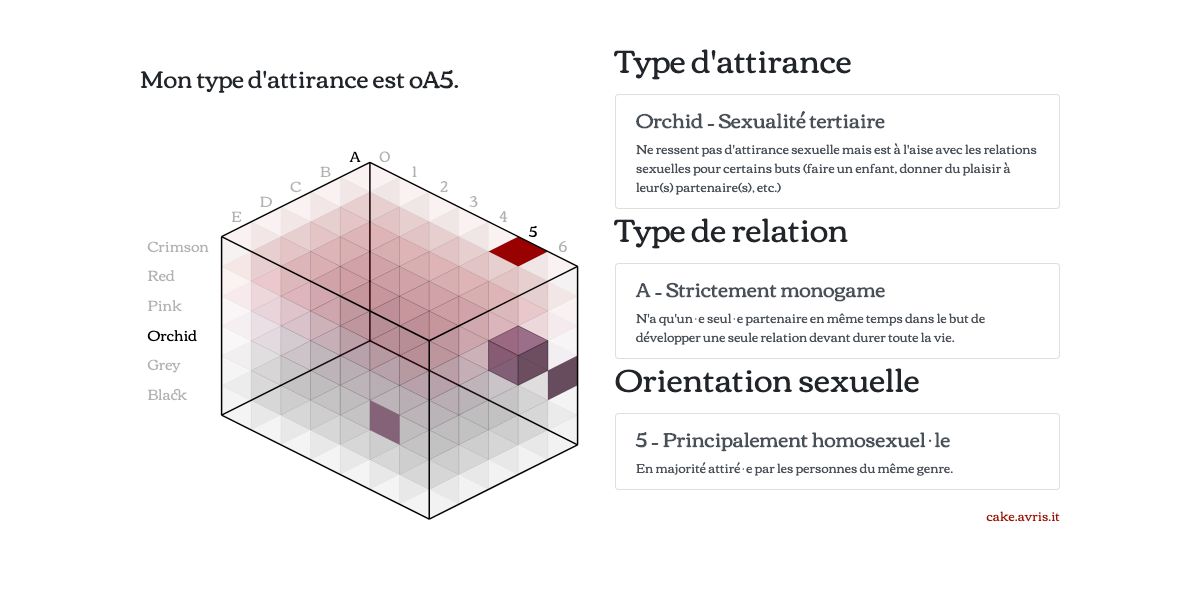 Mon type d'attirance est oA5.
A 0
B 1
C 2
D 3
E 4
5
6
Crimson
Red
Pink
Orchid
Grey
Black
Type d'attirance
Orchid - Sexualité tertiaire
Ne ressent pas d'attirance sexuelle mais est à l'aise avec les relations
sexuelles pour certains buts (faire un enfant, donner du plaisir à
leur(s) partenaire(s), etc.)
Type de relation
A - Strictement monogame
N'a qu'un·e seul·e partenaire en même temps dans le but de
développer une seule relation devant durer toute la vie.
Orientation sexuelle
5 - Principalement homosexuel·le
En majorité attiré·e par les personnes du même genre.
cake.avris.it